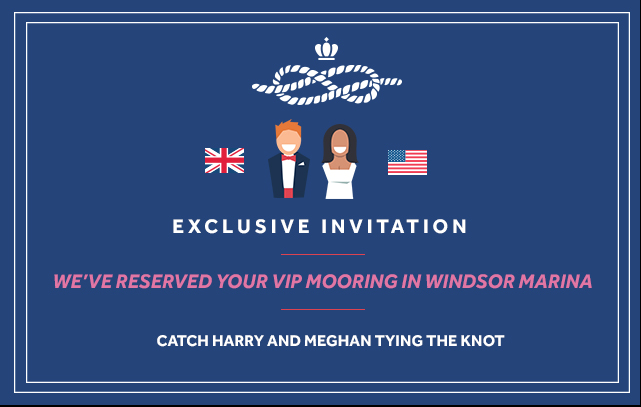 EXCLUSIVE INVITATION
WE'VE RESERVED YOUR VIP MOORING IN WINDSOR MARINA
CATCH HARRY AND MEGHAN TYING THE KNOT